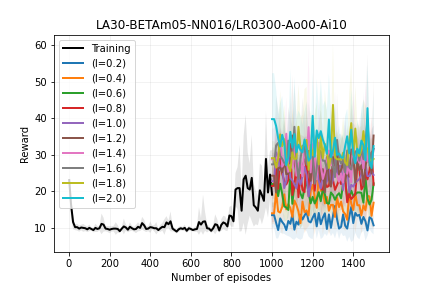 LA30-BETAm05-NN016/LR0300-Ao00-Ai10
60
50
40
30
20
10
Reward
Training
(l=0.2)
(l=0.4)
(l=0.6)
(l=0.8)
(l=1.0)
(l=1.2)
(l=1.4)
(l=1.6)
(l=1.8)
(l=2.0)
0 200 400 600 800 1000 1200 1400
Number of episodes